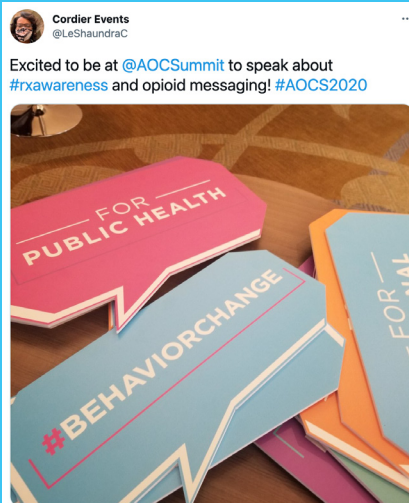 Cordier Events
@LeShaundraC
Excited to be at @AOCSummit to speak about
#rxawareness and opioid messaging! #AOCS2020
FOR
PUBLIC HEALTH
#BEHAVIORCHANGE
FOR